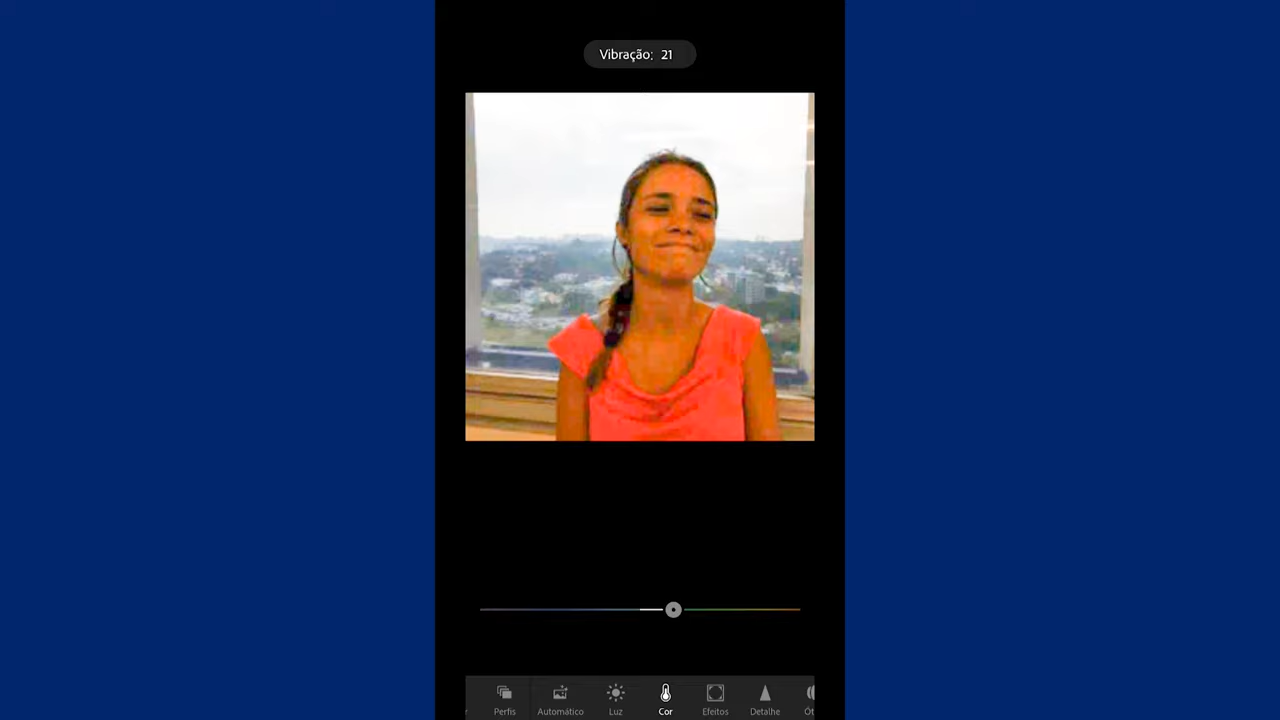 Vibração: 21
Perfis
Automático
Luz
Cor
Efeitos
Detalhe